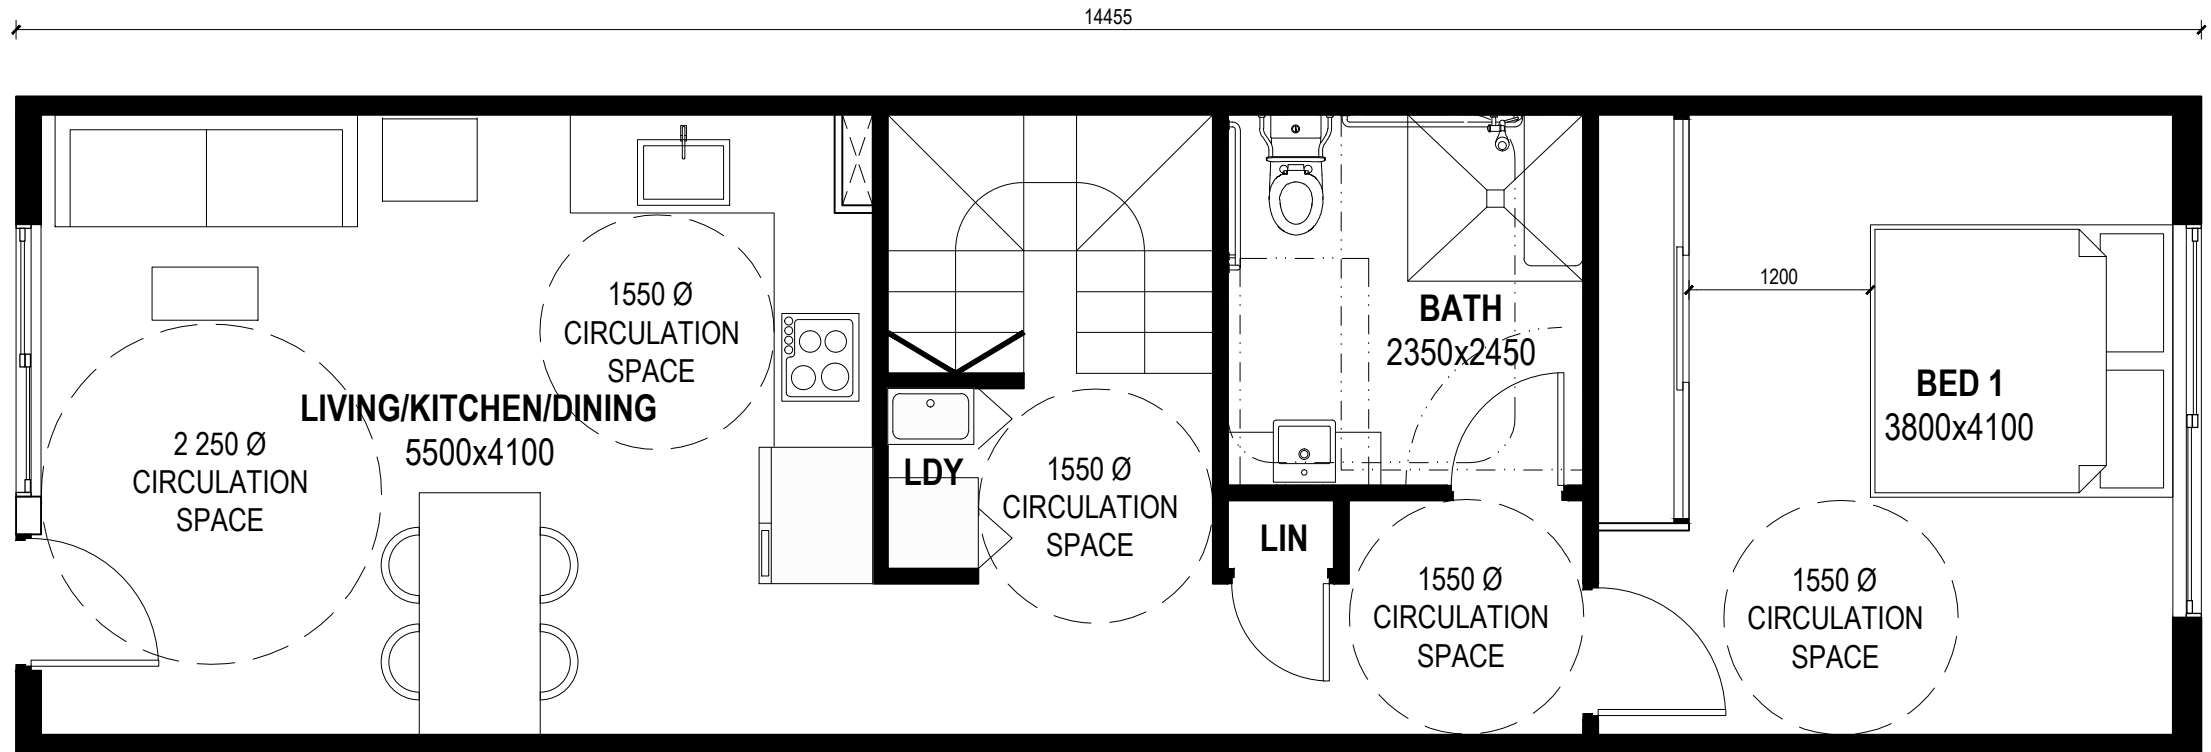 14455
1550 Ø
CIRCULATION
SPACE
LIVING/KITCHEN/DINING
5500x4100
2 250 Ø
CIRCULATION
SPACE
LDY
1550 Ø
CIRCULATION
SPACE
BATH
2350x2450
LIN
1550 Ø
CIRCULATION
SPACE
1200
BED 1
3800x4100
1550 Ø
CIRCULATION
SPACE